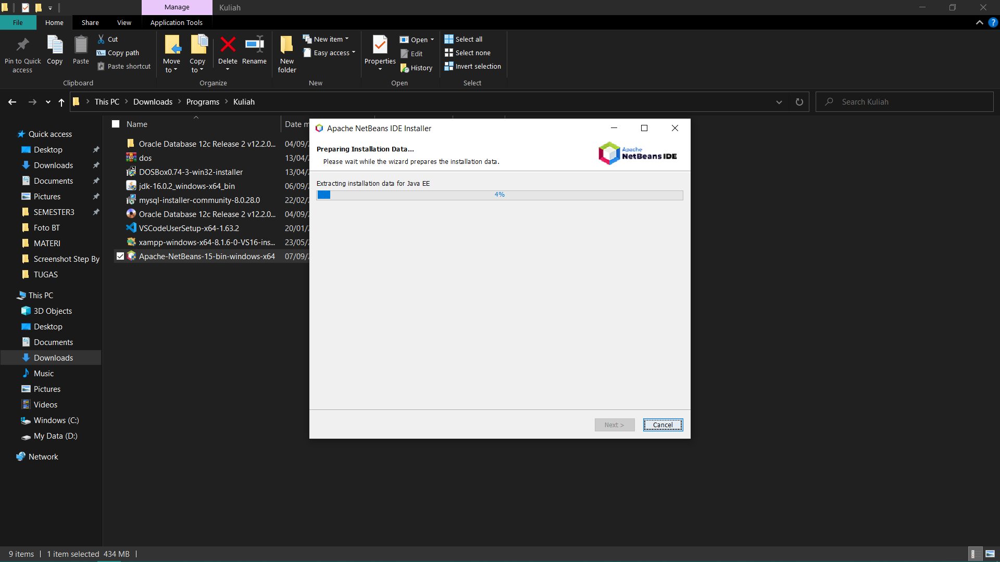 Manage
Kuliah
File
Home
Share
View
Application Tools
Pin to Quick access
Copy
Paste
Cut
Copy path
Paste shortcut
Clipboard
Move to
Copy to
Delete
Rename
Organize
New folder
New item
Easy access
New
Properties
Open
Edit
History
Open
Select all
Select none
Invert selection
Select
This PC
Downloads
Programs
Kuliah
Search Kuliah
Quick access
Desktop
Downloads
Documents
Pictures
SEMESTER3
Foto BT
MATERI
Screenshot Step By
TUGAS
This PC
3D Objects
Desktop
Documents
Downloads
Music
Pictures
Videos
Windows (C:)
My Data (D:)
Network
Name
Date m
Oracle Database 12c Release 2 v12.2.0... 04/09/
dos 13/04/
DOSBox0.74-3-win32-installer 13/04/
jdk-16.0.2_windows-x64_bin 06/09/
mysql-installer-community-8.0.28.0 22/02/
Oracle Database 12c Release 2 v12.2.0... 04/09/
VSCodeUserSetup-x64-1.63.2 20/01/
xampp-windows-x64-8.1.6-0-VS16-ins... 23/05/
Apache-NetBeans-15-bin-windows-x64 07/09/
Apache NetBeans IDE Installer
Preparing Installation Data...
Please wait while the wizard prepares the installation data.
Apache
NetBeans IDE
Extracting installation data for Java EE
4%
Next >
Cancel
9 items
1 item selected 434 MB